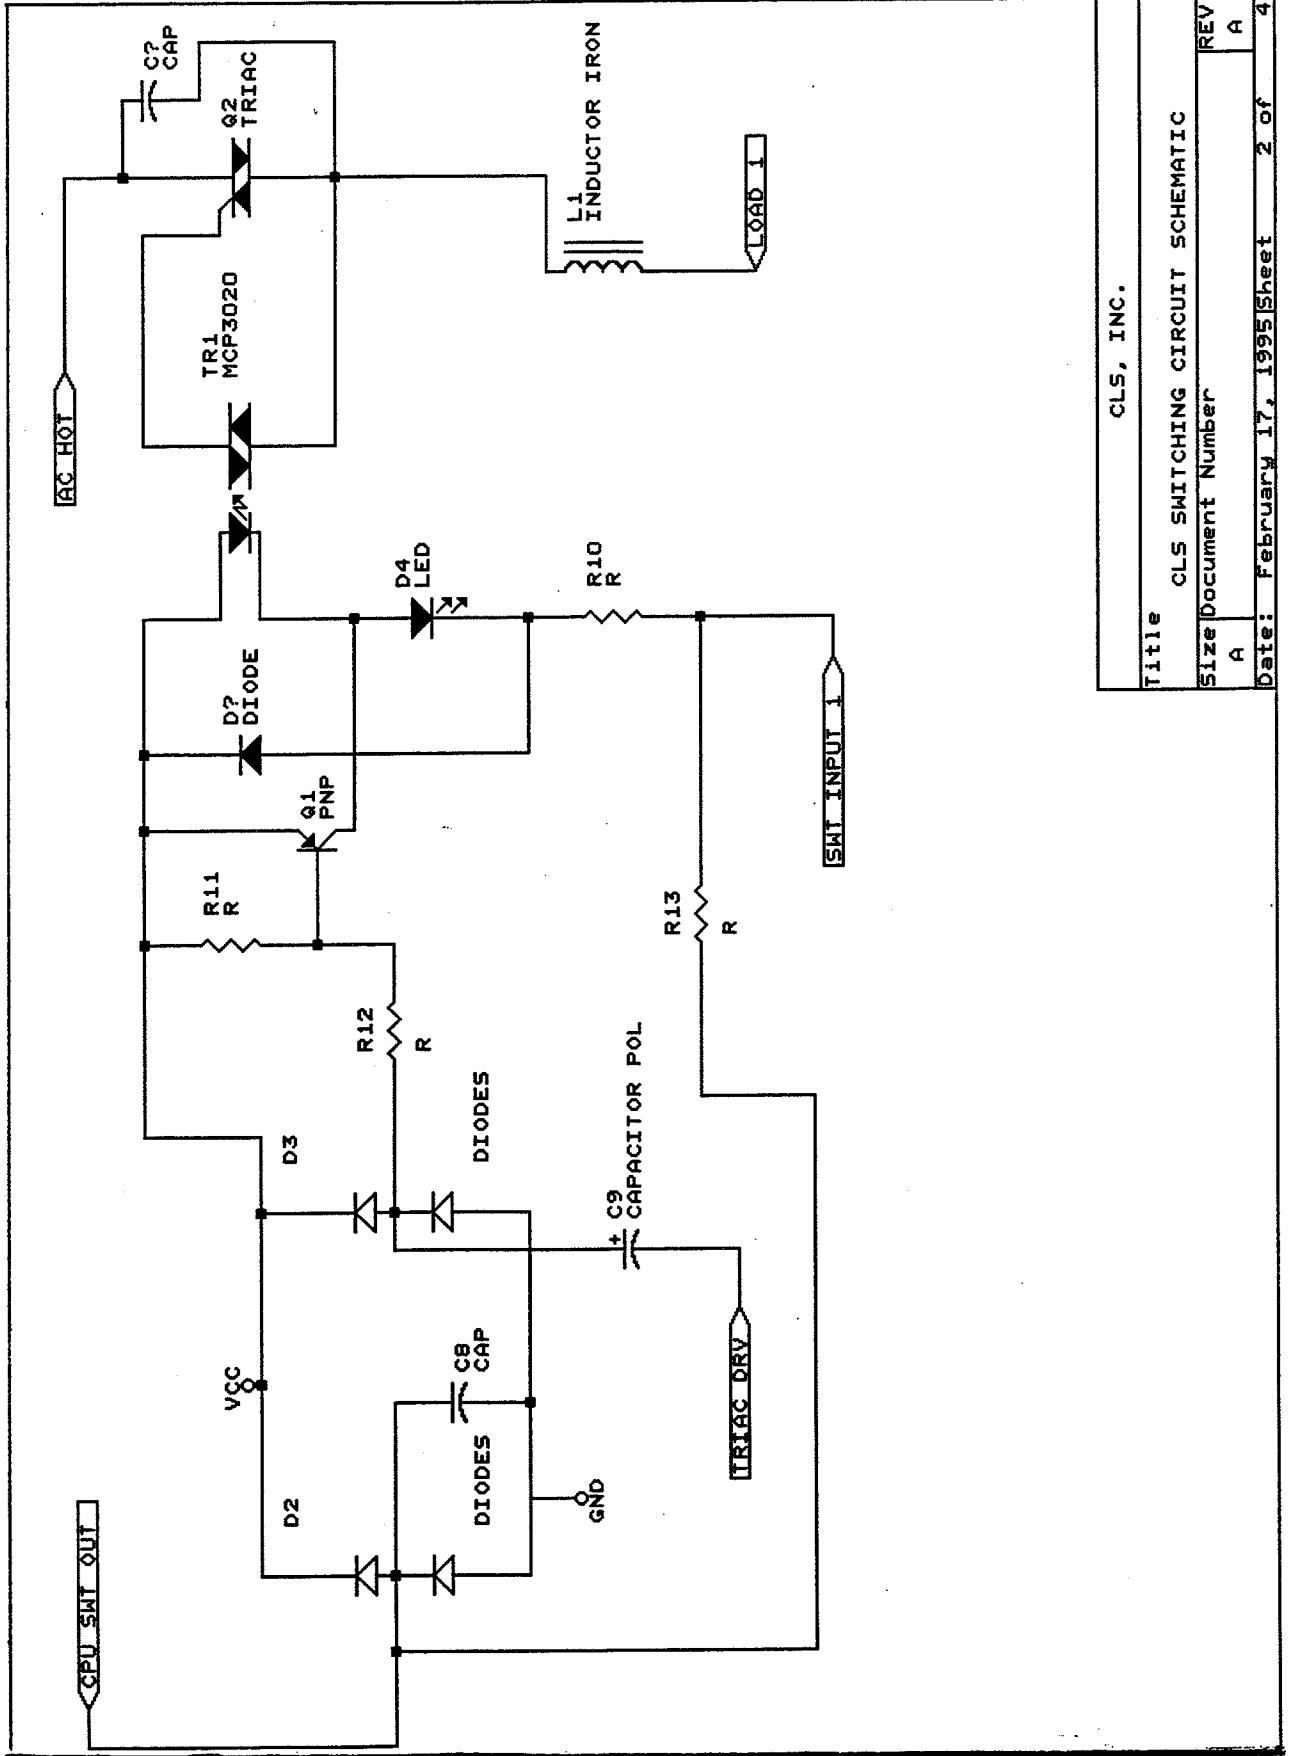 CPU SWT OUT
VCC
D2
DIODES
C8
CAP
GND
D3
DIODES
C9
CAPACITOR POL
+
TRIAC DRV
R12
R
R11
R
R13
R
Q1
PNP
D?
DIODE
D4
LED
R10
R
SWT INPUT 1
AC HOT
TR1
MCP3020
Q2
TRIAC
C?
CAP
L1
INDUCTOR IRON
LOAD 1
CLS, INC.
Title
CLS SWITCHING CIRCUIT SCHEMATIC
Size Document Number REV
A A
Date: February 17, 1995 Sheet 2 of 4